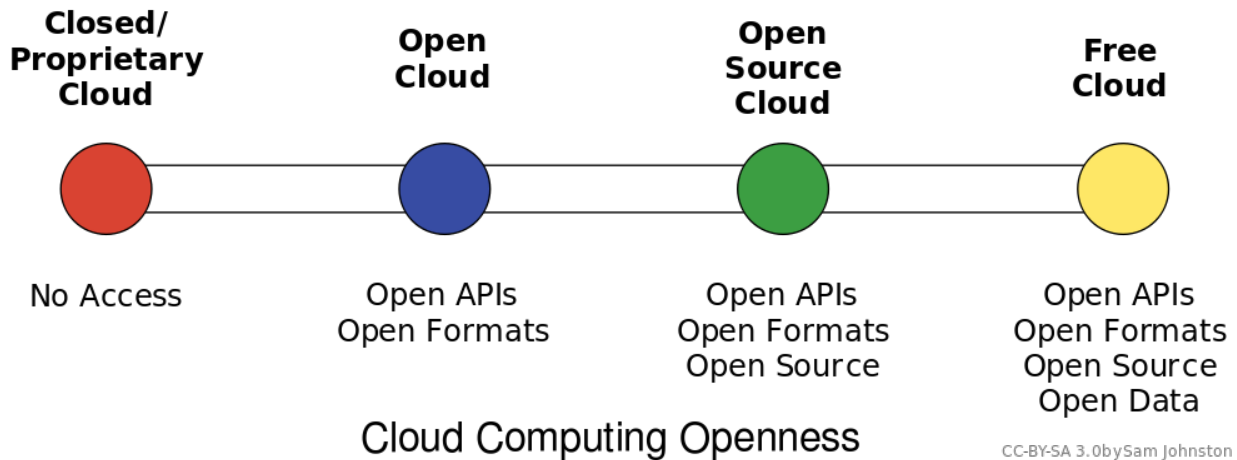 Closed/
Proprietary
Cloud
Open
Cloud
Open
Source
Cloud
Free
Cloud
No Access
Open APIs
Open Formats
Open APIs
Open Formats
Open Source
Open APIs
Open Formats
Open Source
Open Data
Cloud Computing Openness
CC-BY-SA 3.0bySam Johnston